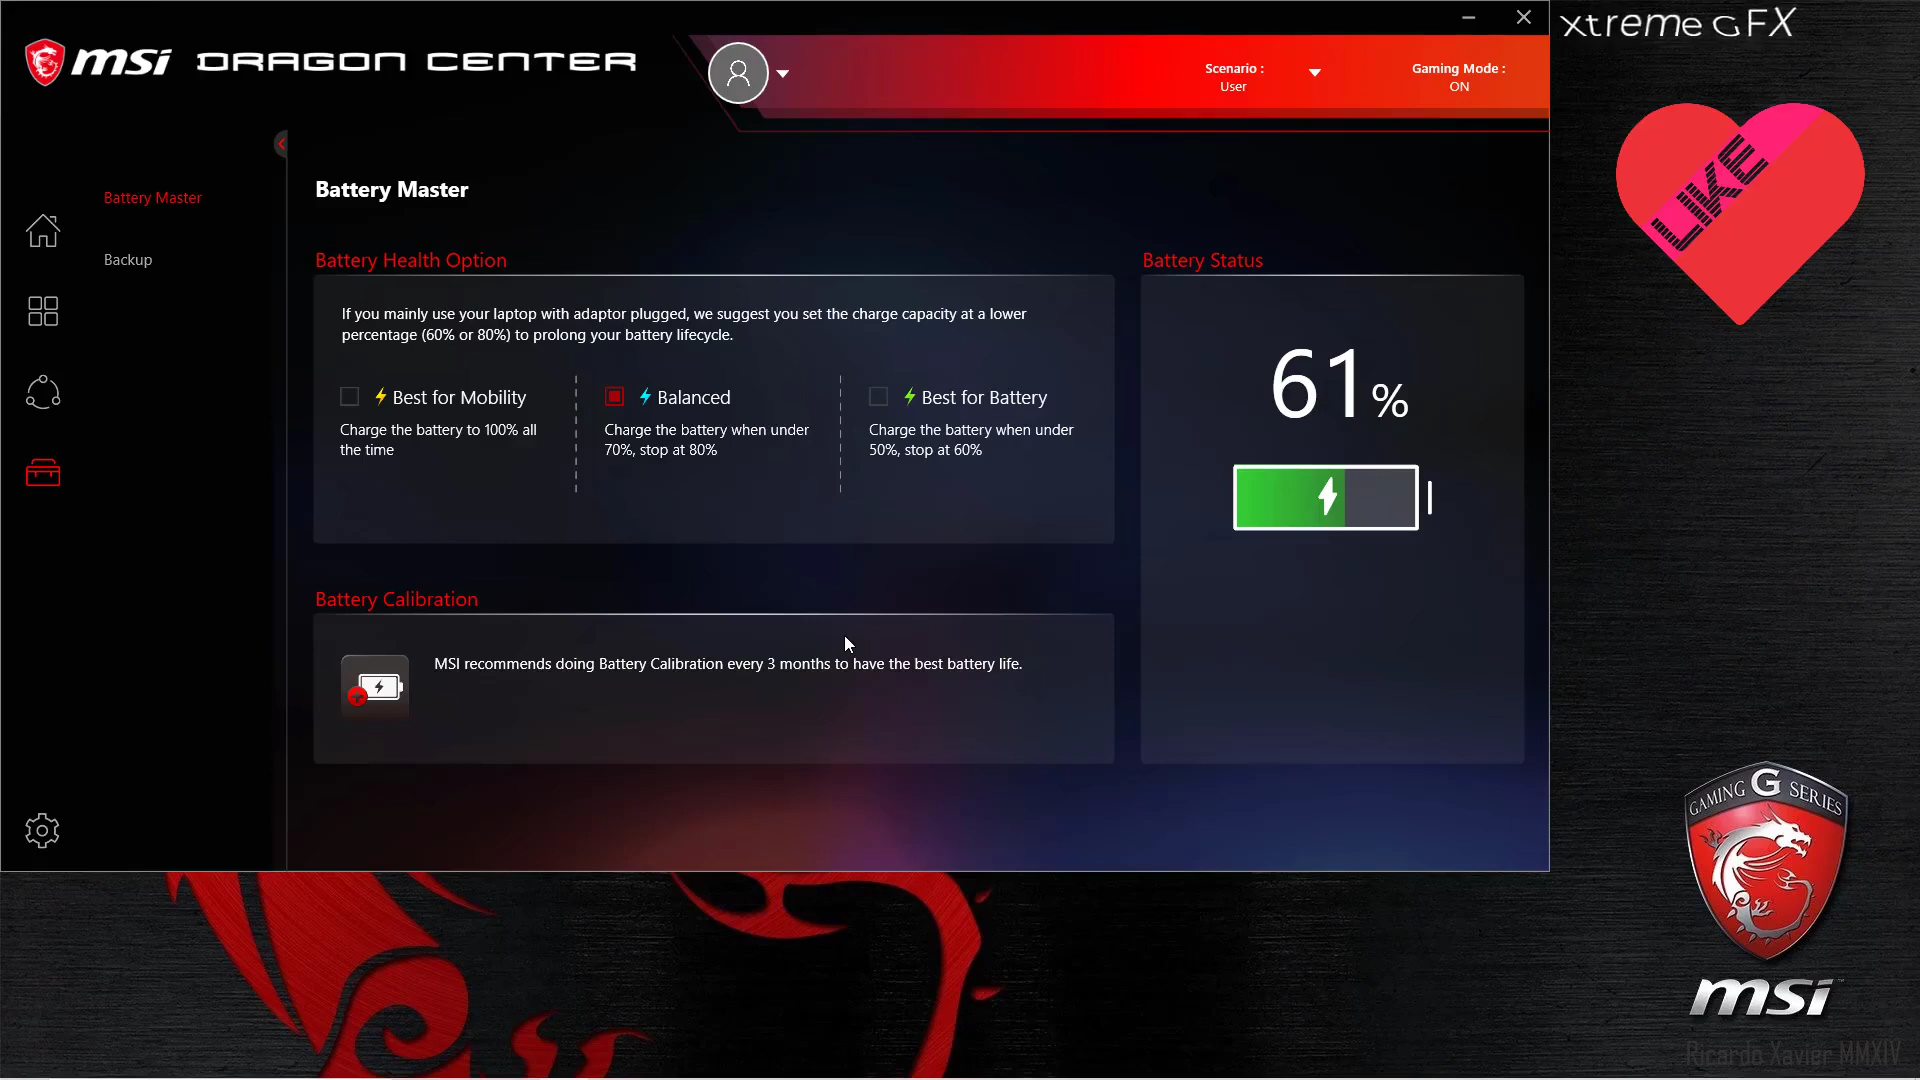 msi DRAGON CENTER
Scenario :
User
Gaming Mode :
ON
Battery Master
Backup
Battery Master
Battery Health Option
If you mainly use your laptop with adaptor plugged, we suggest you set the charge capacity at a lower
percentage (60% or 80%) to prolong your battery lifecycle.
Best for Mobility
Charge the battery to 100% all
the time
Balanced
Charge the battery when under
70%, stop at 80%
Best for Battery
Charge the battery when under
50%, stop at 60%
Battery Status
61%
Battery Calibration
MSI recommends doing Battery Calibration every 3 months to have the best battery life.
xtreme GFX
LIKE
GAMING G SERIES
msi
Ricardo Xavier MMXIV